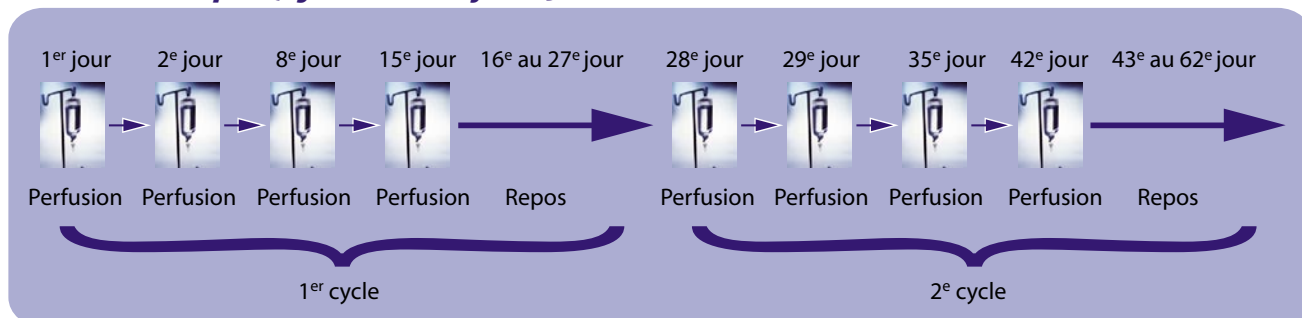 1er jour 2e jour 8e jour 15e jour 16e au 27e jour 28e jour 29e jour 35e jour 42e jour 43e au 62e jour
Perfusion Perfusion Perfusion Perfusion Repos Perfusion Perfusion Perfusion Perfusion Repos
1er cycle 2e cycle